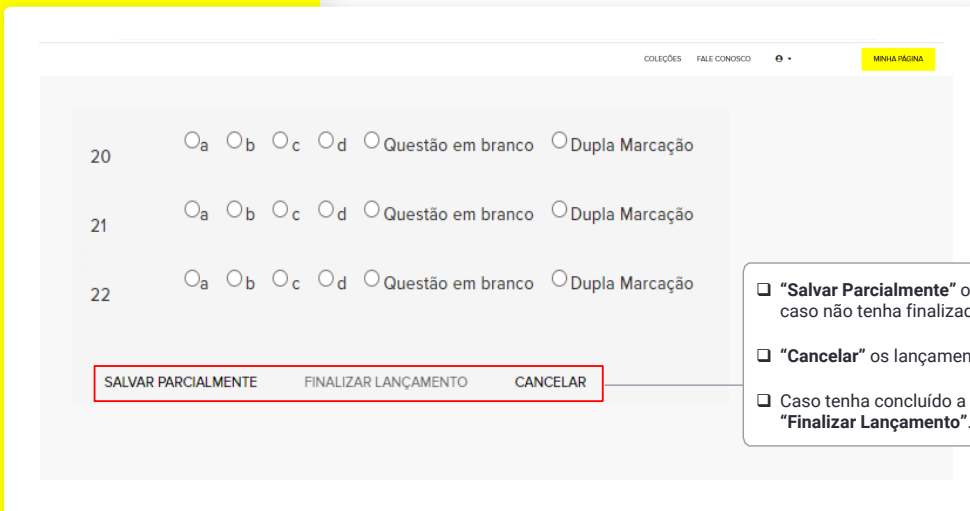 COLEÇÕES FALE CONOSCO MINHA PÁGINA
20 a b c d Questão em branco Dupla Marcação
21 a b c d Questão em branco Dupla Marcação
22 a b c d Questão em branco Dupla Marcação
SALVAR PARCIALMENTE FINALIZAR LANÇAMENTO CANCELAR
“Salvar Parcialmente”
caso não tenha
“Cancelar” os
Caso tenha concluído a
“Finalizar Lançamento”.